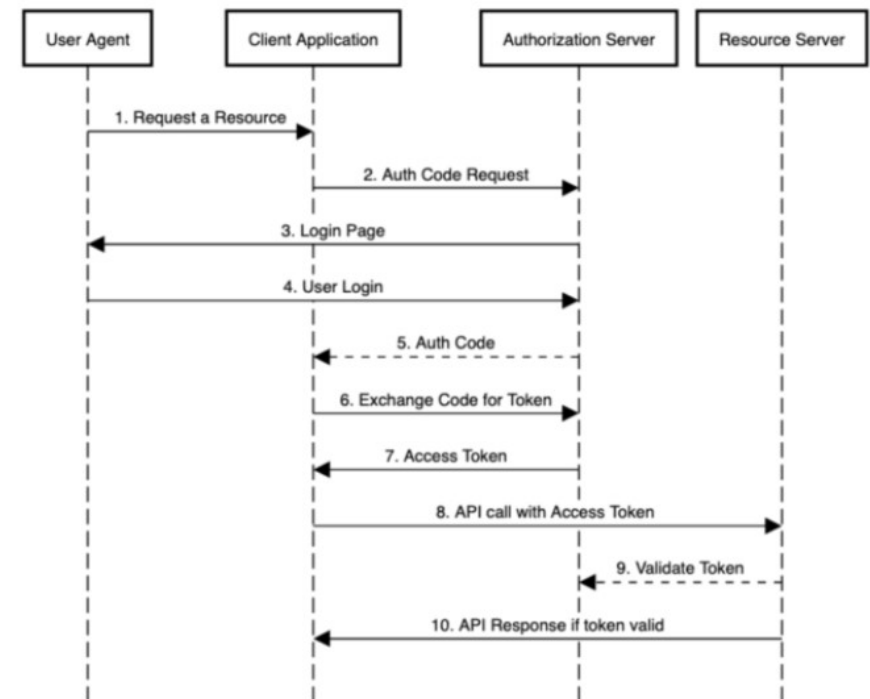 User Agent
Client Application
Authorization Server
Resource Server
1. Request a Resource
2. Auth Code Request
3. Login Page
4. User Login
5. Auth Code
6. Exchange Code for Token
7. Access Token
8. API call with Access Token
9. Validate Token
10. API Response if token valid